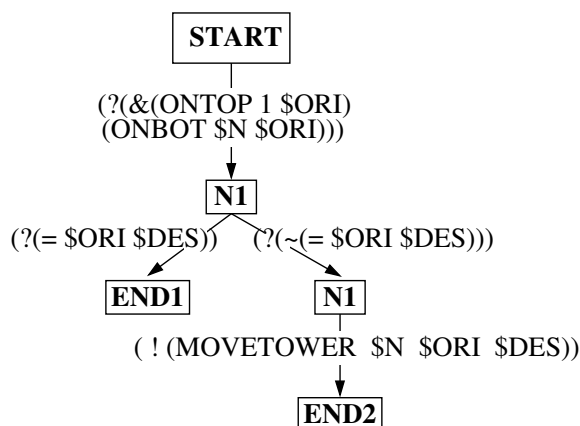 START
(?(&(ONTOP 1 $ORI)
(ONBOT $N $ORI)))
N1
(?(= $ORI $DES)) (?(~(= $ORI $DES)))
END1 N1
( ! (MOVETOWER $N $ORI $DES))
END2